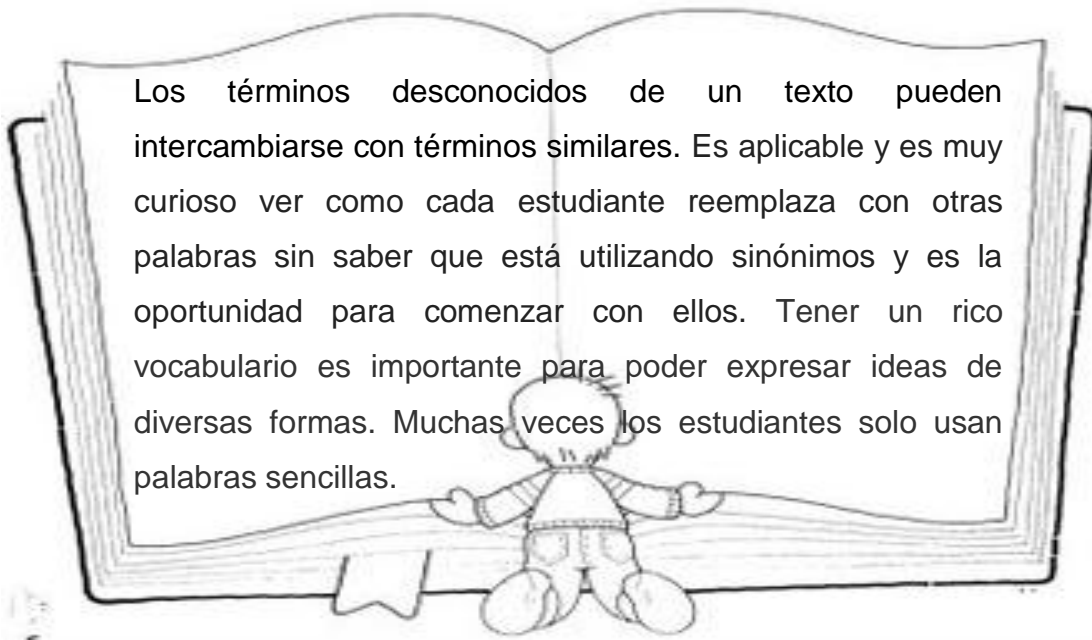 Los términos desconocidos de un texto pueden
intercambiarse con términos similares. Es aplicable y es muy
curioso ver como cada estudiante reemplaza con otras
palabras sin saber que está utilizando sinónimos y es la
oportunidad para comenzar con ellos. Tener un rico
vocabulario es importante para poder expresar ideas de
diversas formas. Muchas veces los estudiantes solo usan
palabras sencillas.